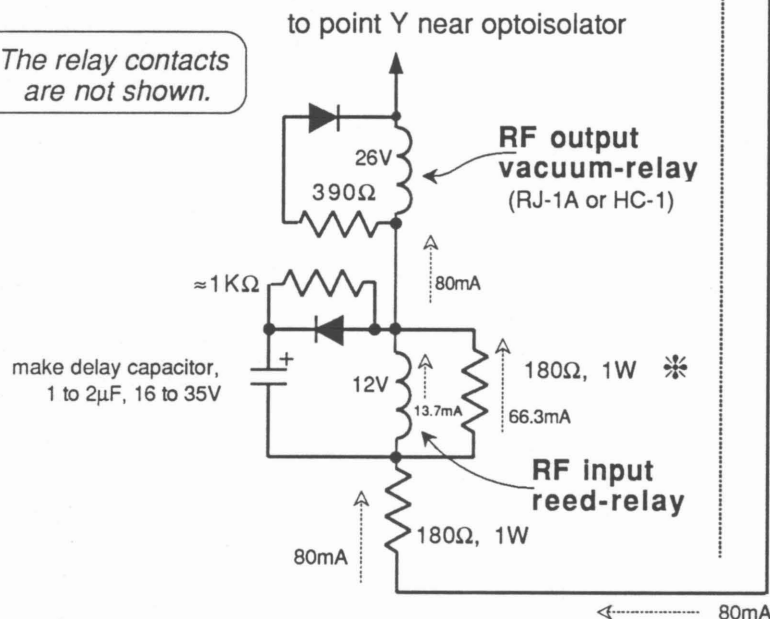 to point Y near optoisolator
The relay contacts
are not shown.
26V
RF output
vacuum-relay
(RJ-1A or HC-1)
390Ω
80mA
≈1KΩ
make delay capacitor,
1 to 2µF, 16 to 35V
+
12V
13.7mA
180Ω, 1W ❉
66.3mA
RF input
reed-relay
180Ω, 1W
80mA
80mA